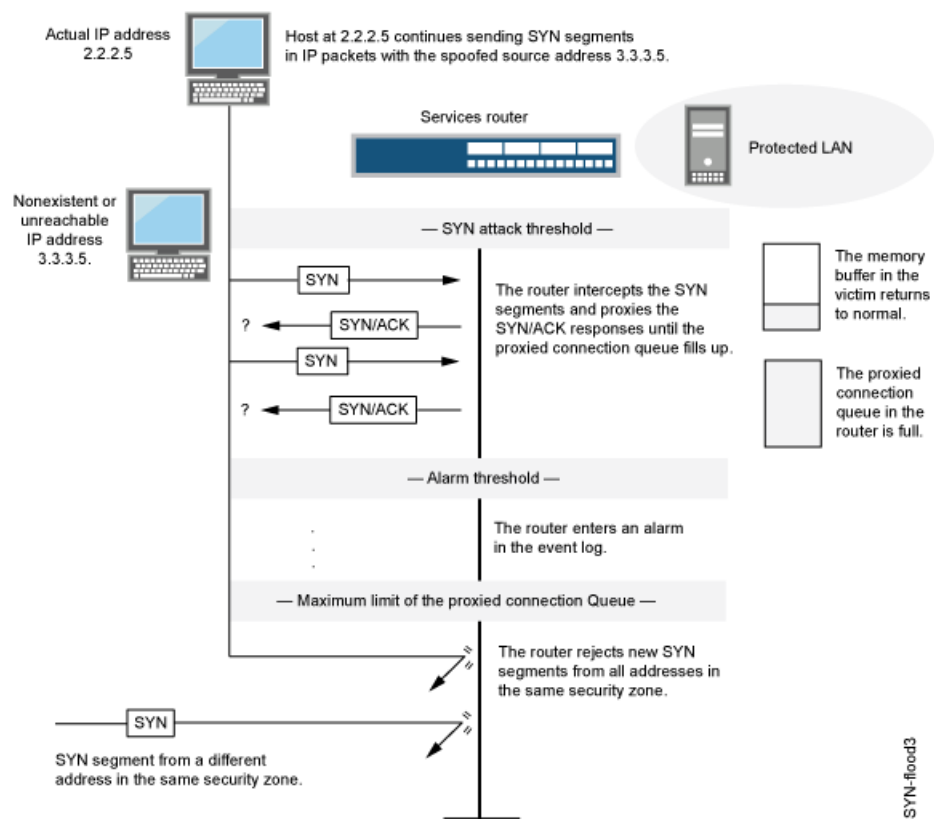 Actual IP address
2.2.2.5
Host at 2.2.2.5 continues sending SYN segments
in IP packets with the spoofed source address 3.3.3.5.
Services router
Protected LAN
Nonexistent or
unreachable
IP address
3.3.3.5.
— SYN attack threshold —
SYN
The router intercepts the SYN
segments and proxies the
SYN/ACK responses until the
proxied connection queue fills up.
? SYN/ACK
SYN
? SYN/ACK
The memory
buffer in the
victim returns
to normal.
The proxied
connection
queue in the
router is full.
— Alarm threshold —
.
.
.
The router enters an alarm
in the event log.
— Maximum limit of the proxied connection Queue —
=
=
The router rejects new SYN
segments from all addresses in
the same security zone.
SYN
=
=
SYN segment from a different
address in the same security zone.
SYN-flood3